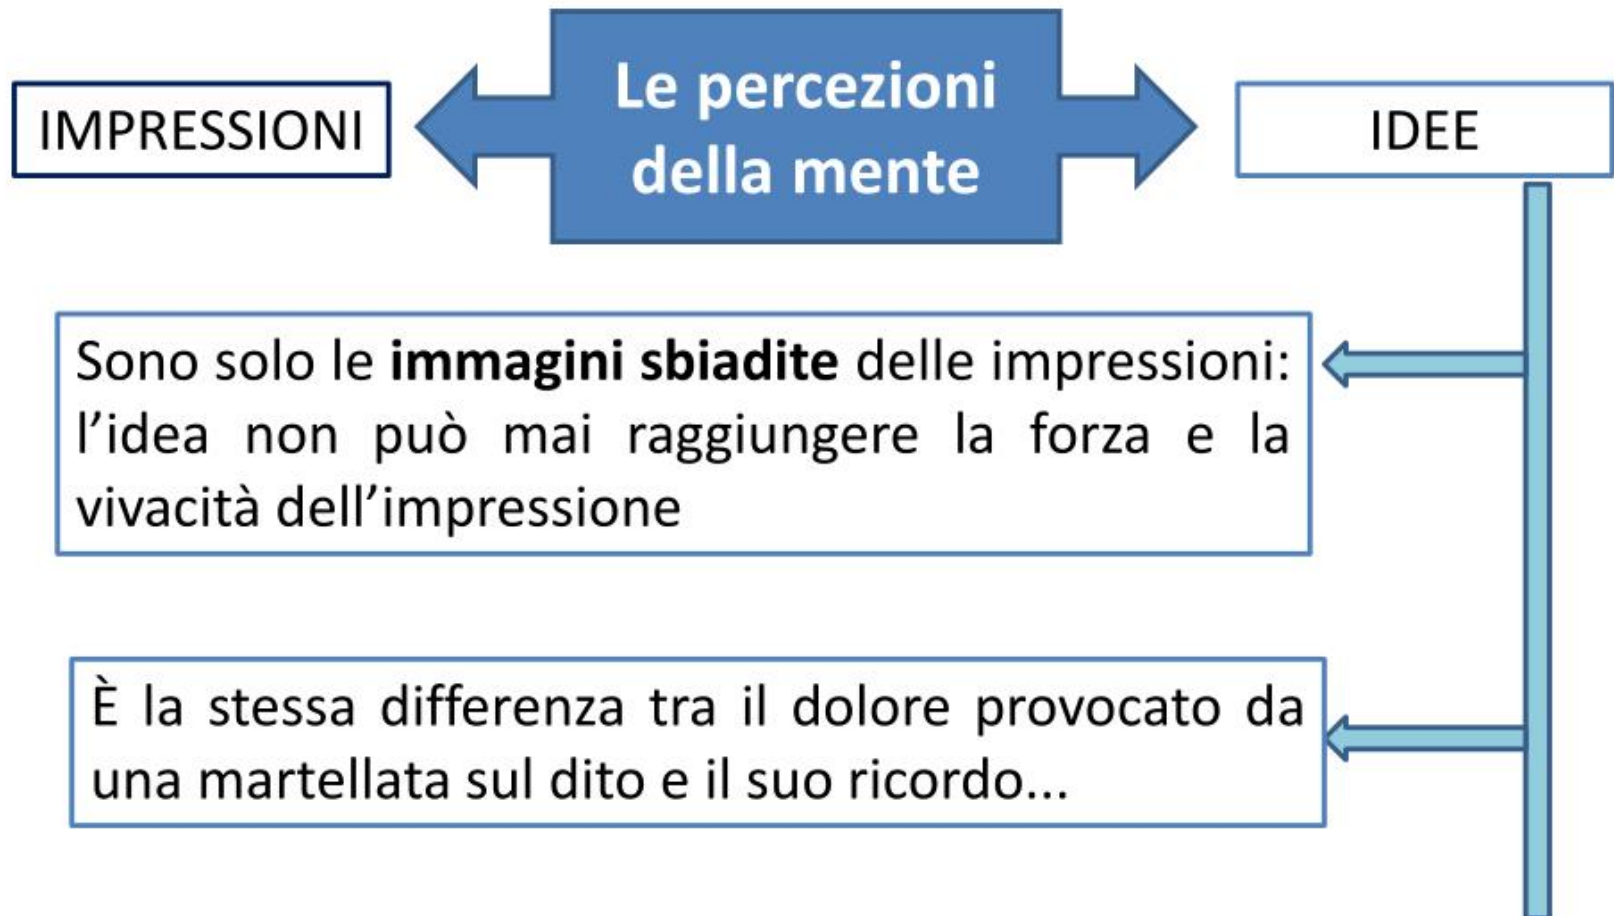 Le percezioni
della mente
IMPRESSIONI
IDEE
Sono solo le immagini sbiadite delle impressioni:
l’idea non può mai raggiungere la forza e la
vivacità dell’impressione
È la stessa differenza tra il dolore provocato da
una martellata sul dito e il suo ricordo...